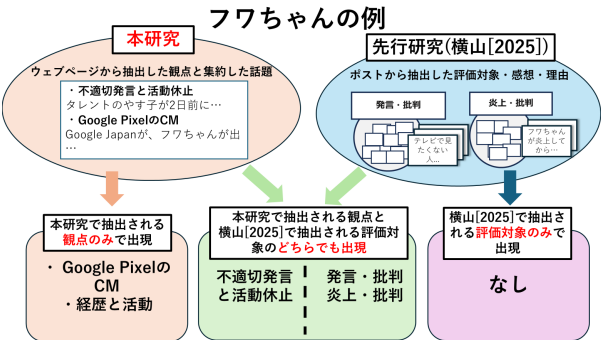 フワちゃんの例
本研究
ウェブページから抽出した観点と集約した話題
・不適切発言と活動休止
タレントのやす子が2日前に…
・Google PixelのCM
Google Japanが、フワちゃんが出
…
先行研究(横山[2025])
ポストから抽出した評価対象・感想・理由
発言・批判
テレビで見
たくない
人…
炎上・批判
フワちゃん
が炎上して
から…
本研究で抽出される
観点のみで出現
・ Google Pixelの
CM
・経歴と活動
本研究で抽出される観点と
横山[2025]で抽出される評価対
象のどちらでも出現
不適切発言
と活動休止
発言・批判
炎上・批判
横山[2025]で抽出さ
れる評価対象のみで
出現
なし